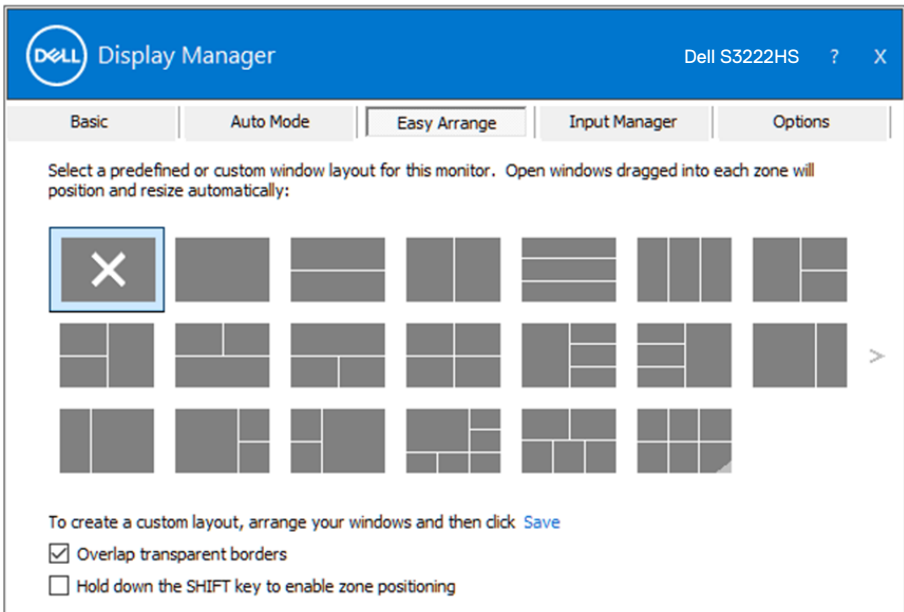 DELL Display Manager Dell S3222HS ? X
Basic Auto Mode Easy Arrange Input Manager Options
Select a predefined or custom window layout for this monitor. Open windows dragged into each zone will
position and resize automatically:
>
To create a custom layout, arrange your windows and then click Save
Overlap transparent borders
Hold down the SHIFT key to enable zone positioning